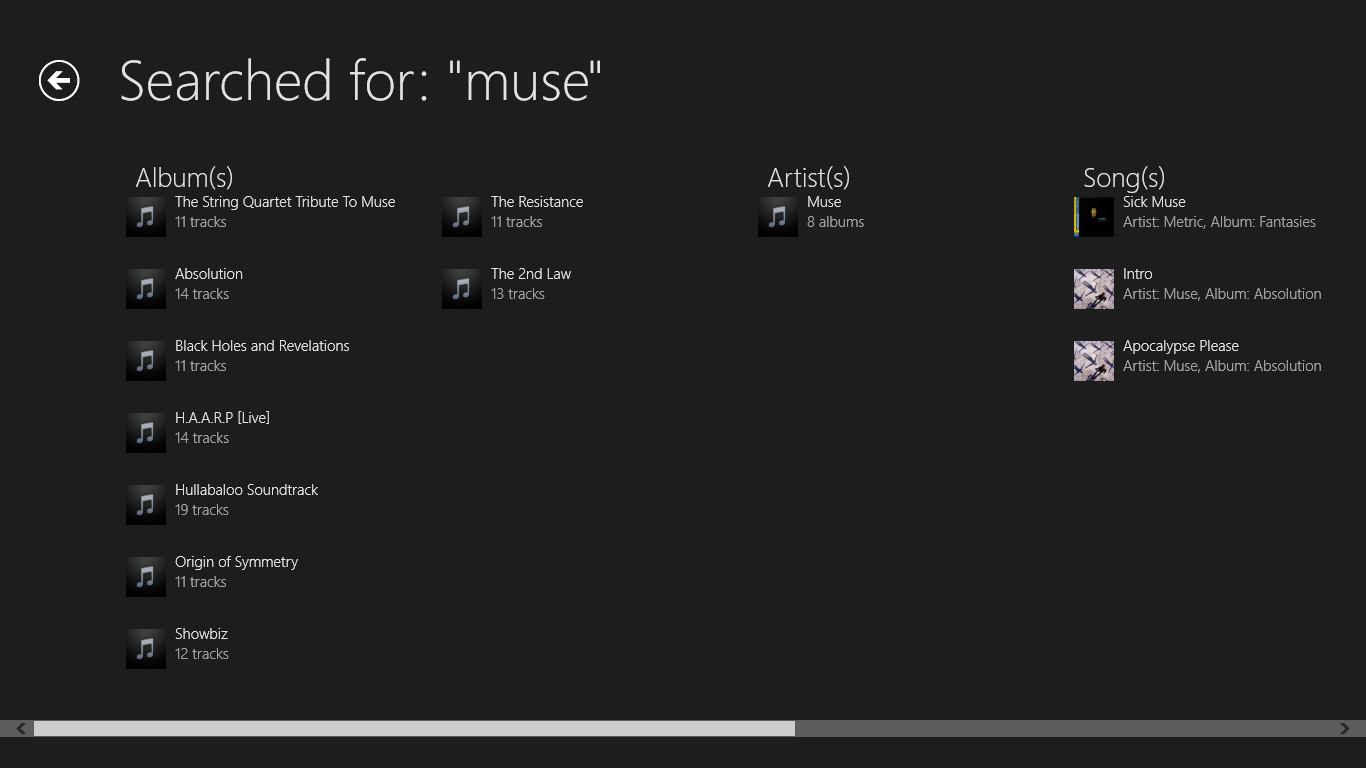 Searched for: "muse"
Album(s)
The String Quartet Tribute To Muse
11 tracks
Absolution
14 tracks
Black Holes and Revelations
11 tracks
H.A.A.R.P [Live]
14 tracks
Hullabaloo Soundtrack
19 tracks
Origin of Symmetry
11 tracks
Showbiz
12 tracks
The Resistance
11 tracks
The 2nd Law
13 tracks
Artist(s)
Muse
8 albums
Song(s)
Sick Muse
Artist: Metric, Album: Fantasies
Intro
Artist: Muse, Album: Absolution
Apocalypse Please
Artist: Muse, Album: Absolution